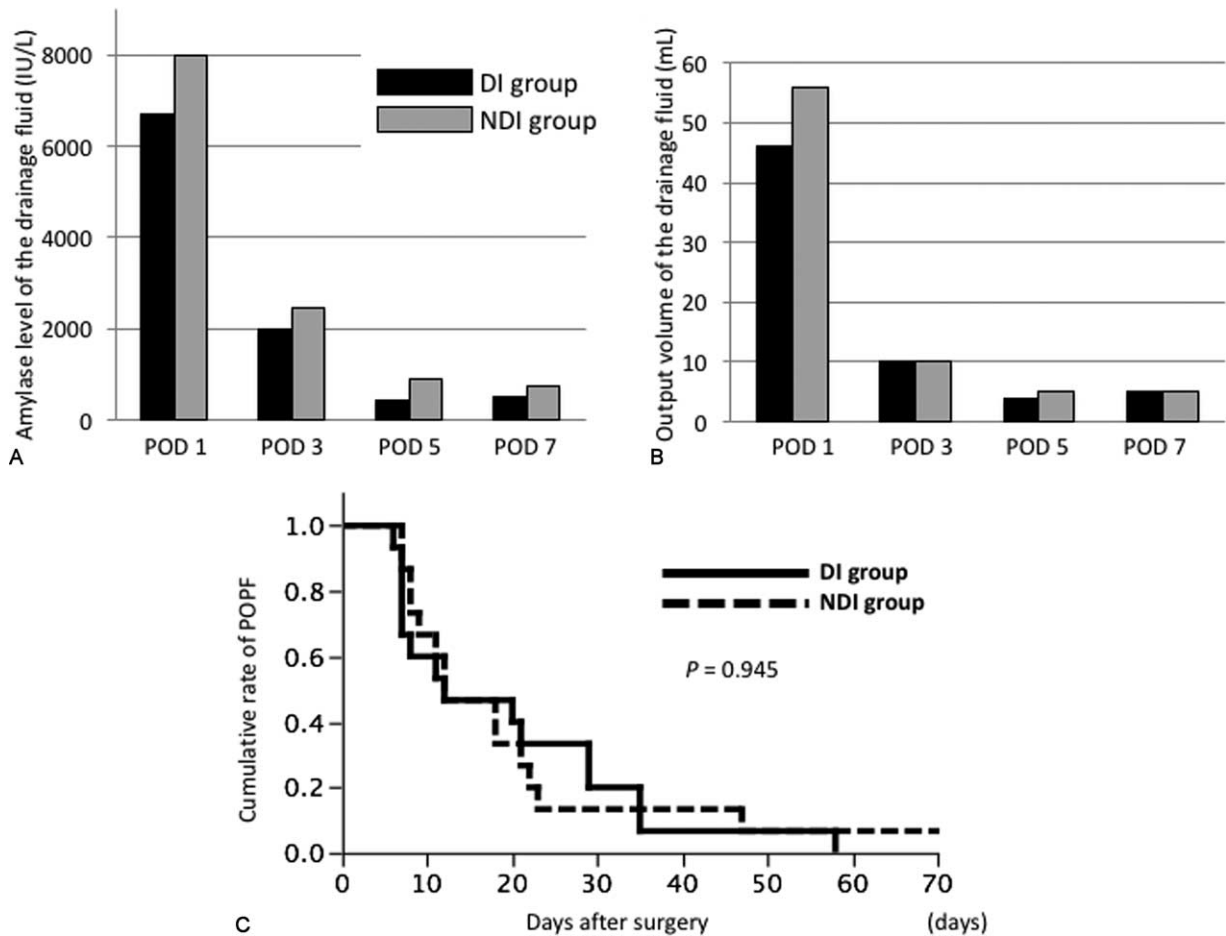 Amylase level of the drainage fluid (IU/L)
8000
6000
4000
2000
0
POD 1 POD 3 POD 5 POD 7
DI group
NDI group
A
Output volume of the drainage fluid (mL)
60
50
40
30
20
10
0
POD 1 POD 3 POD 5 POD 7
B
Cumulative rate of POPF
1.0
0.8
0.6
0.4
0.2
0.0
0 10 20 30 40 50 60 70
DI group
NDI group
P = 0.945
Days after surgery (days)
C